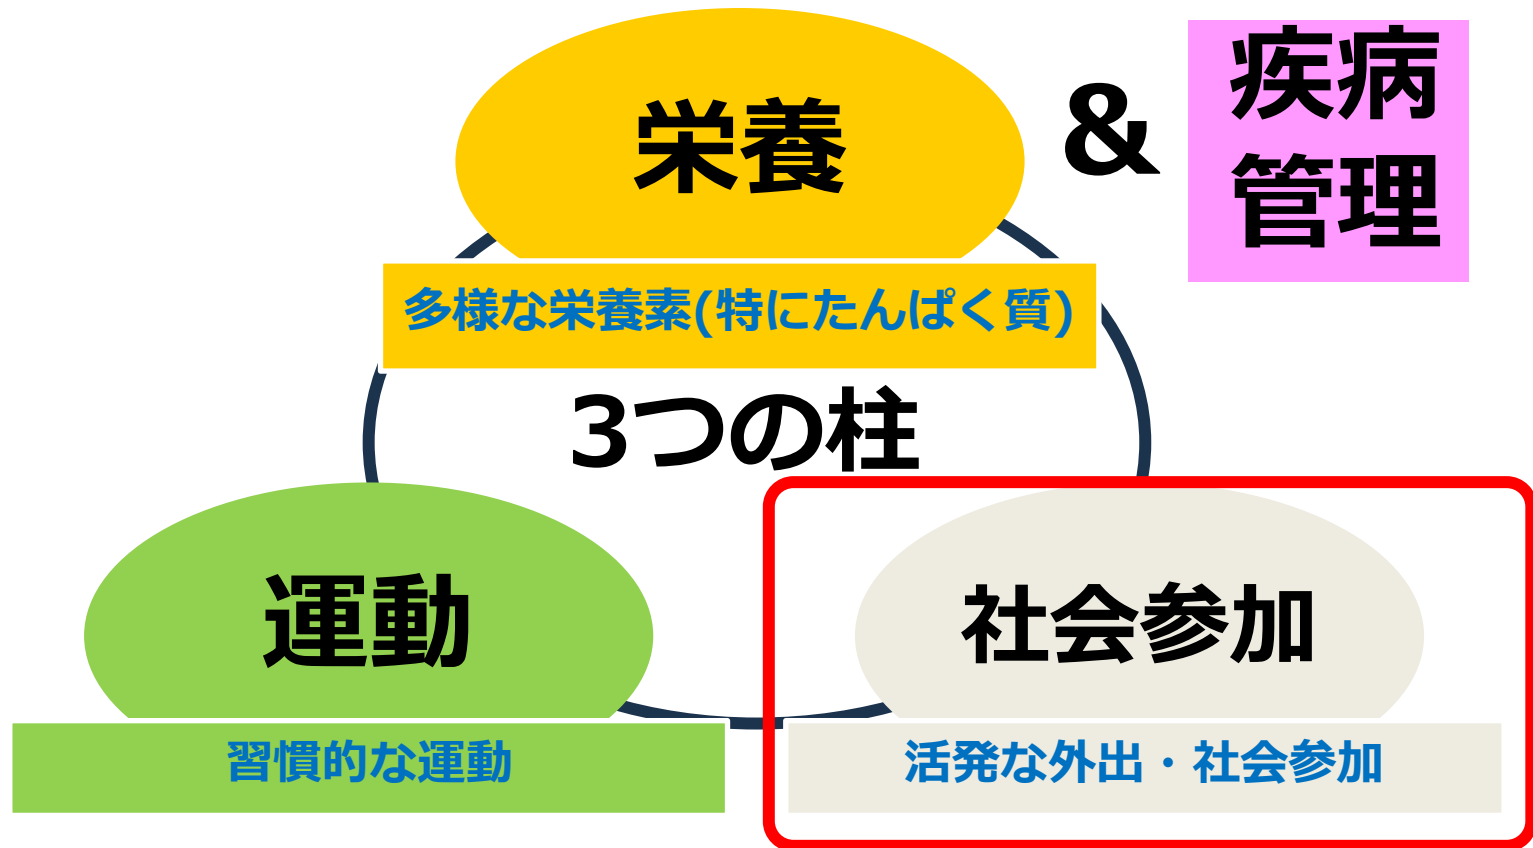 栄養
&
疾病
管理
多様な栄養素(特にたんぱく質)
3つの柱
運動
社会参加
習慣的な運動
活発な外出・社会参加